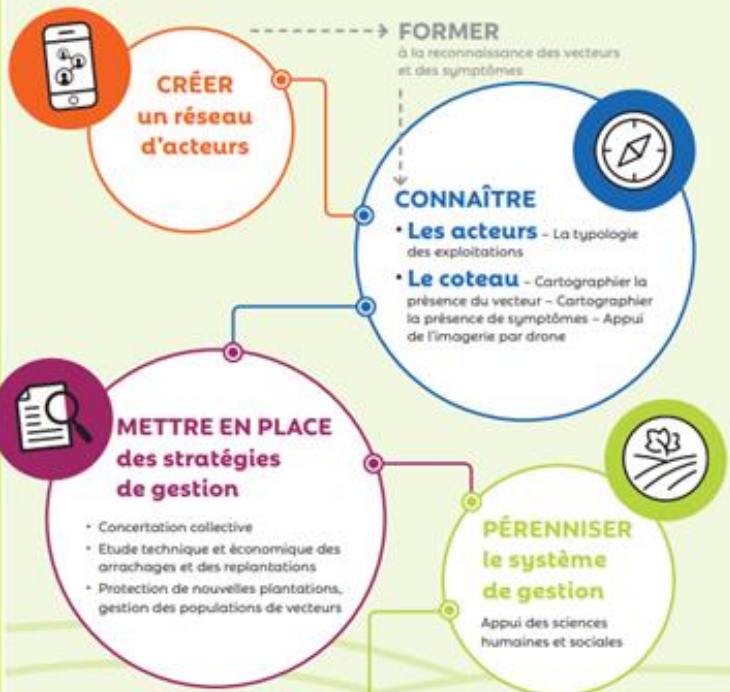 CRÉER
un réseau
d'acteurs
FORMER
à la reconnaissance des vecteurs
et des symptômes
CONNAÎTRE
• Les acteurs – La typologie
des exploitations
• Le coteau – Cartographier la
présence du vecteur – Cartographier
la présence de symptômes – Appui
de l'imagerie par drone
METTRE EN PLACE
des stratégies
de gestion
• Concertation collective
• Etude technique et économique des
arrachages et des replantations
• Protection de nouvelles plantations,
gestion des populations de vecteurs
PÉRENNISER
le système
de gestion
Appui des sciences
humaines et sociales